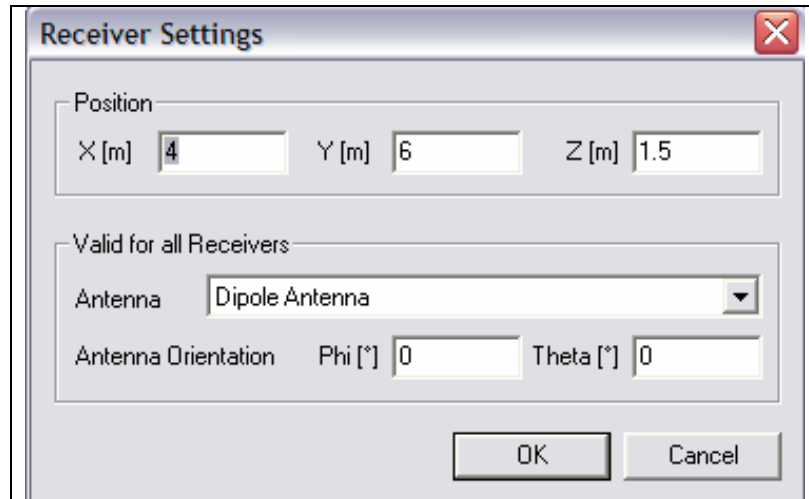 Receiver Settings
Position
X [m] 4 Y [m] 6 Z [m] 1.5
Valid for all Receivers
Antenna Dipole Antenna
Antenna Orientation Phi [°] 0 Theta [°] 0
OK Cancel